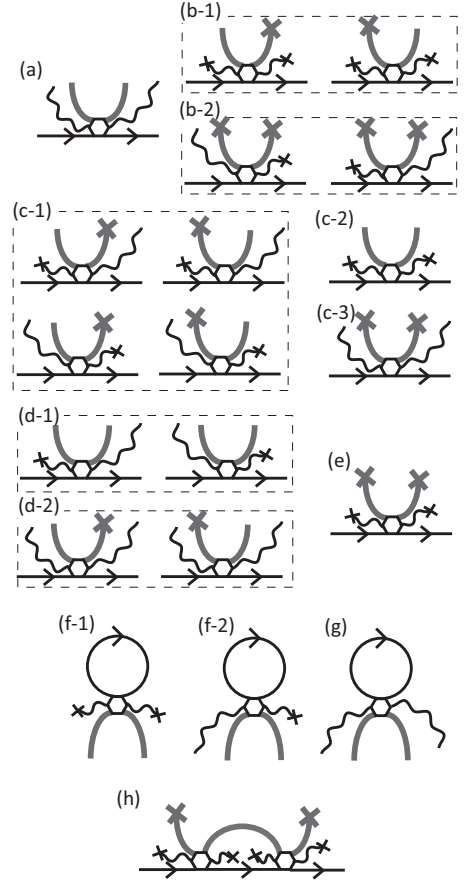 (b-1)
(a)
(b-2)
(c-1)
(c-2)
(c-3)
(d-1)
(e)
(d-2)
(f-1)
(f-2)
(g)
(h)